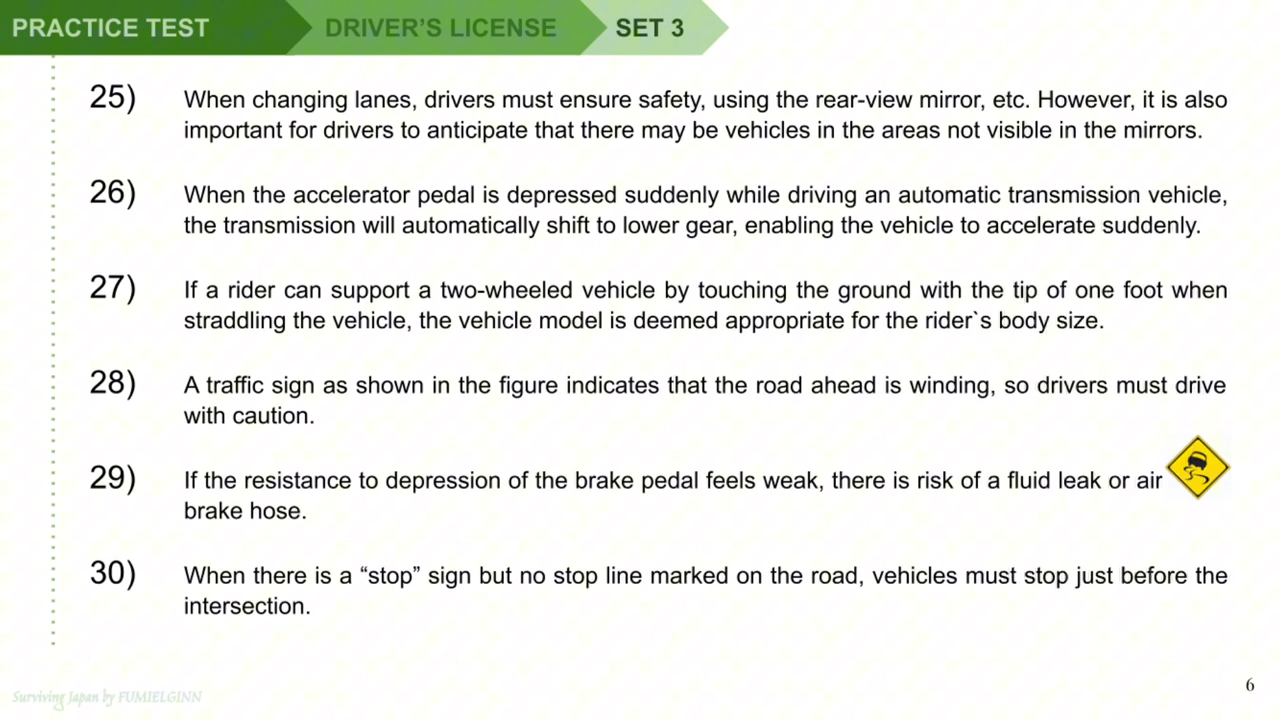 PRACTICE TEST DRIVER'S LICENSE SET 3
25) When changing lanes, drivers must ensure safety, using the rear-view mirror, etc. However, it is also
important for drivers to anticipate that there may be vehicles in the areas not visible in the mirrors.
26) When the accelerator pedal is depressed suddenly while driving an automatic transmission vehicle,
the transmission will automatically shift to lower gear, enabling the vehicle to accelerate suddenly.
27) If a rider can support a two-wheeled vehicle by touching the ground with the tip of one foot when
straddling the vehicle, the vehicle model is deemed appropriate for the rider`s body size.
28) A traffic sign as shown in the figure indicates that the road ahead is winding, so drivers must drive
with caution.
29) If the resistance to depression of the brake pedal feels weak, there is risk of a fluid leak or air
brake hose.
30) When there is a “stop” sign but no stop line marked on the road, vehicles must stop just before the
intersection.
Surviving Japan by FUMIELGINN
6